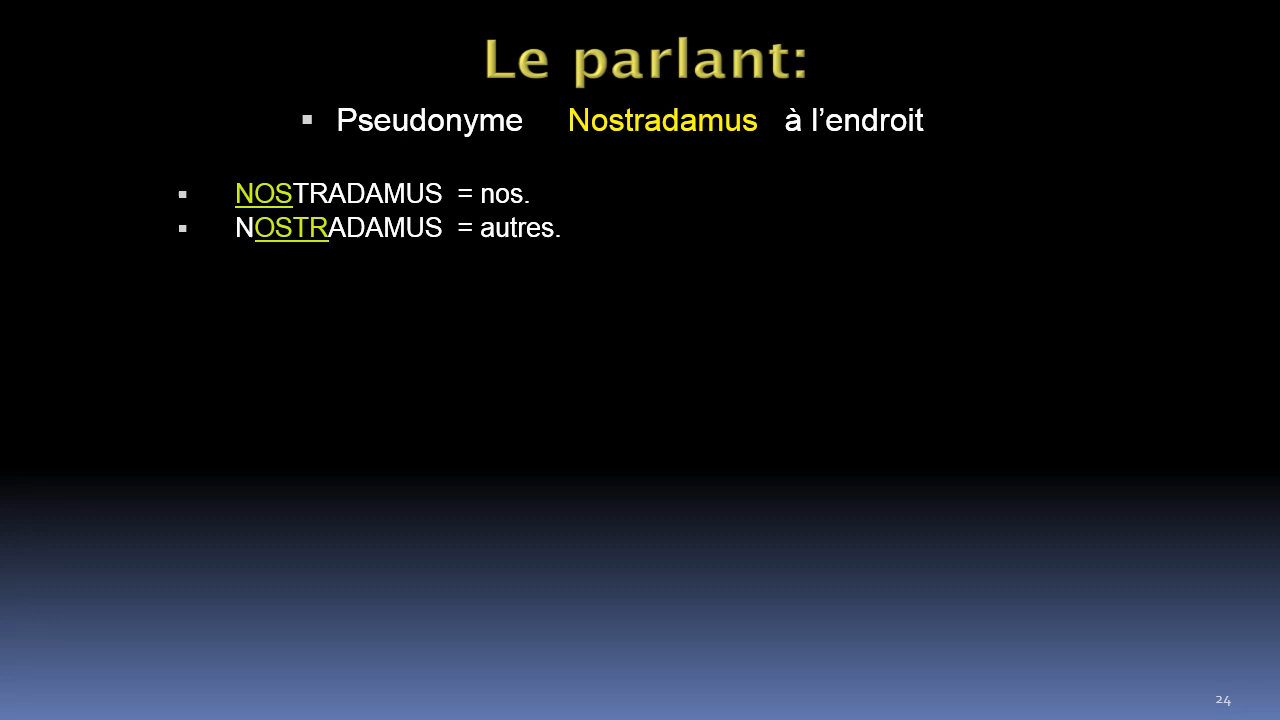 Le parlant:
▪ Pseudonyme Nostradamus à l’endroit
▪ NOSTRADAMUS = nos.
▪ NOSTRADAMUS = autres.
24